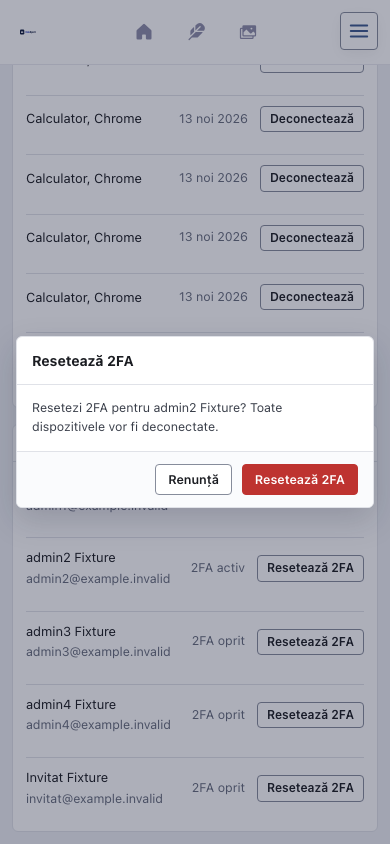 Calculator, Chrome 13 noi 2026 Deconectează
Calculator, Chrome 13 noi 2026 Deconectează
Calculator, Chrome 13 noi 2026 Deconectează
Calculator, Chrome 13 noi 2026 Deconectează
Resetează 2FA
Resetezi 2FA pentru admin2 Fixture? Toate
dispozitivele vor fi deconectate.
Renunță Resetează 2FA
admin2 Fixture
admin2@example.invalid
2FA activ Resetează 2FA
admin3 Fixture
admin3@example.invalid
2FA oprit Resetează 2FA
admin4 Fixture
admin4@example.invalid
2FA oprit Resetează 2FA
Invitat Fixture
invitat@example.invalid
2FA oprit Resetează 2FA